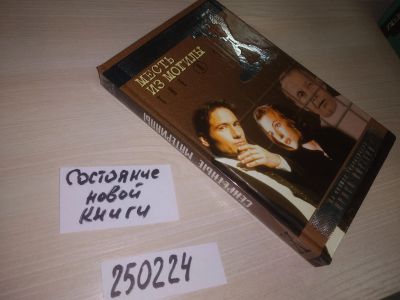 МЕСТЬ
ИЗ МОГИЛЫ
СЕКРЕТНЫЕ МАТЕРИАЛЫ
состояние
новой
книги
250224